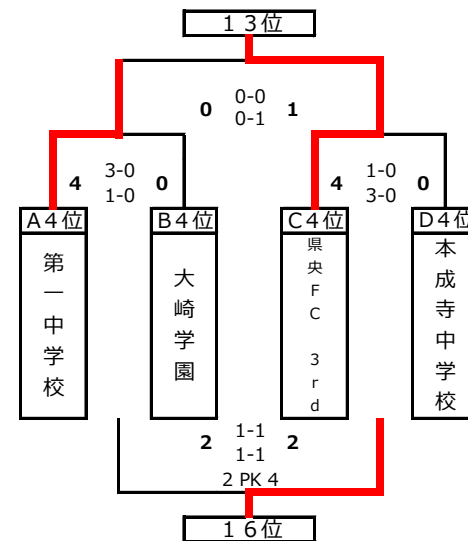 13位
0 0-0 1
0-1
4 3-0 0
1-0
4 1-0 0
3-0
A4位
B4位
C4位
D4位
第一中学校
大崎学園
県央FC 3rd
本成寺中学校
2 1-1 2
1-1
2 PK 4
16位